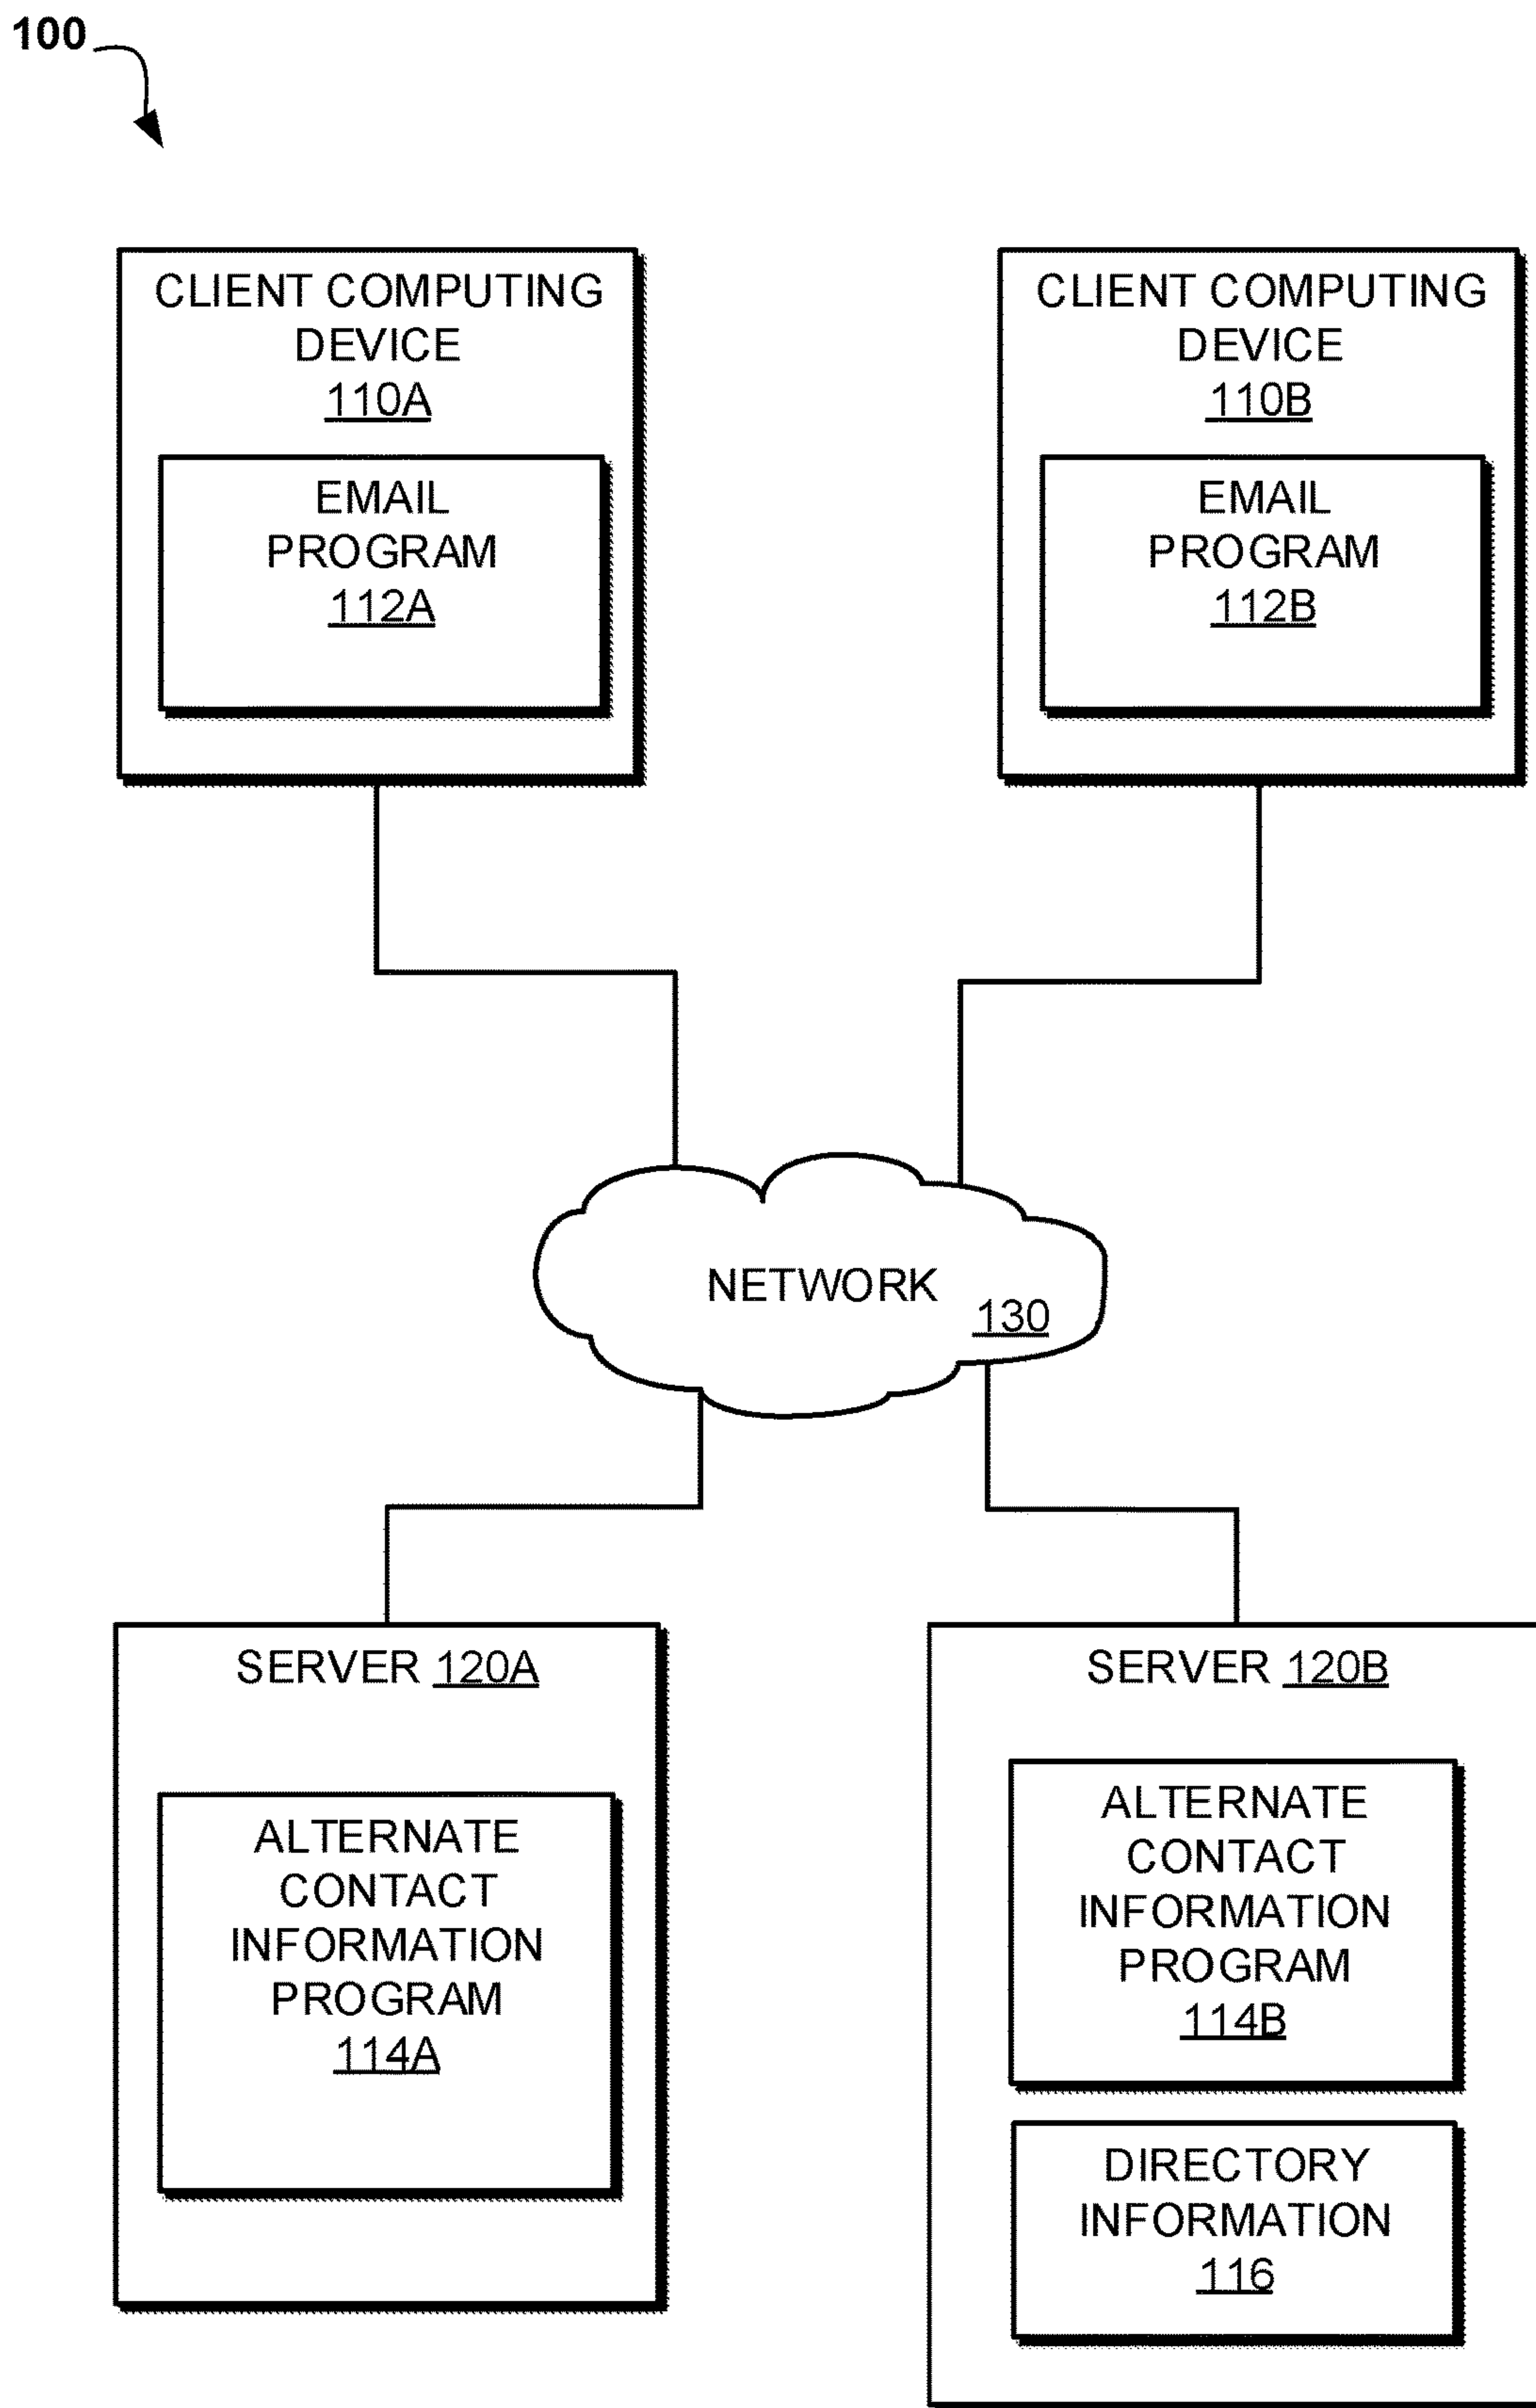 100
CLIENT COMPUTING
DEVICE
110A
EMAIL
PROGRAM
112A
CLIENT COMPUTING
DEVICE
110B
EMAIL
PROGRAM
112B
NETWORK 130
SERVER 120A
ALTERNATE
CONTACT
INFORMATION
PROGRAM
114A
SERVER 120B
ALTERNATE
CONTACT
INFORMATION
PROGRAM
114B
DIRECTORY
INFORMATION
116